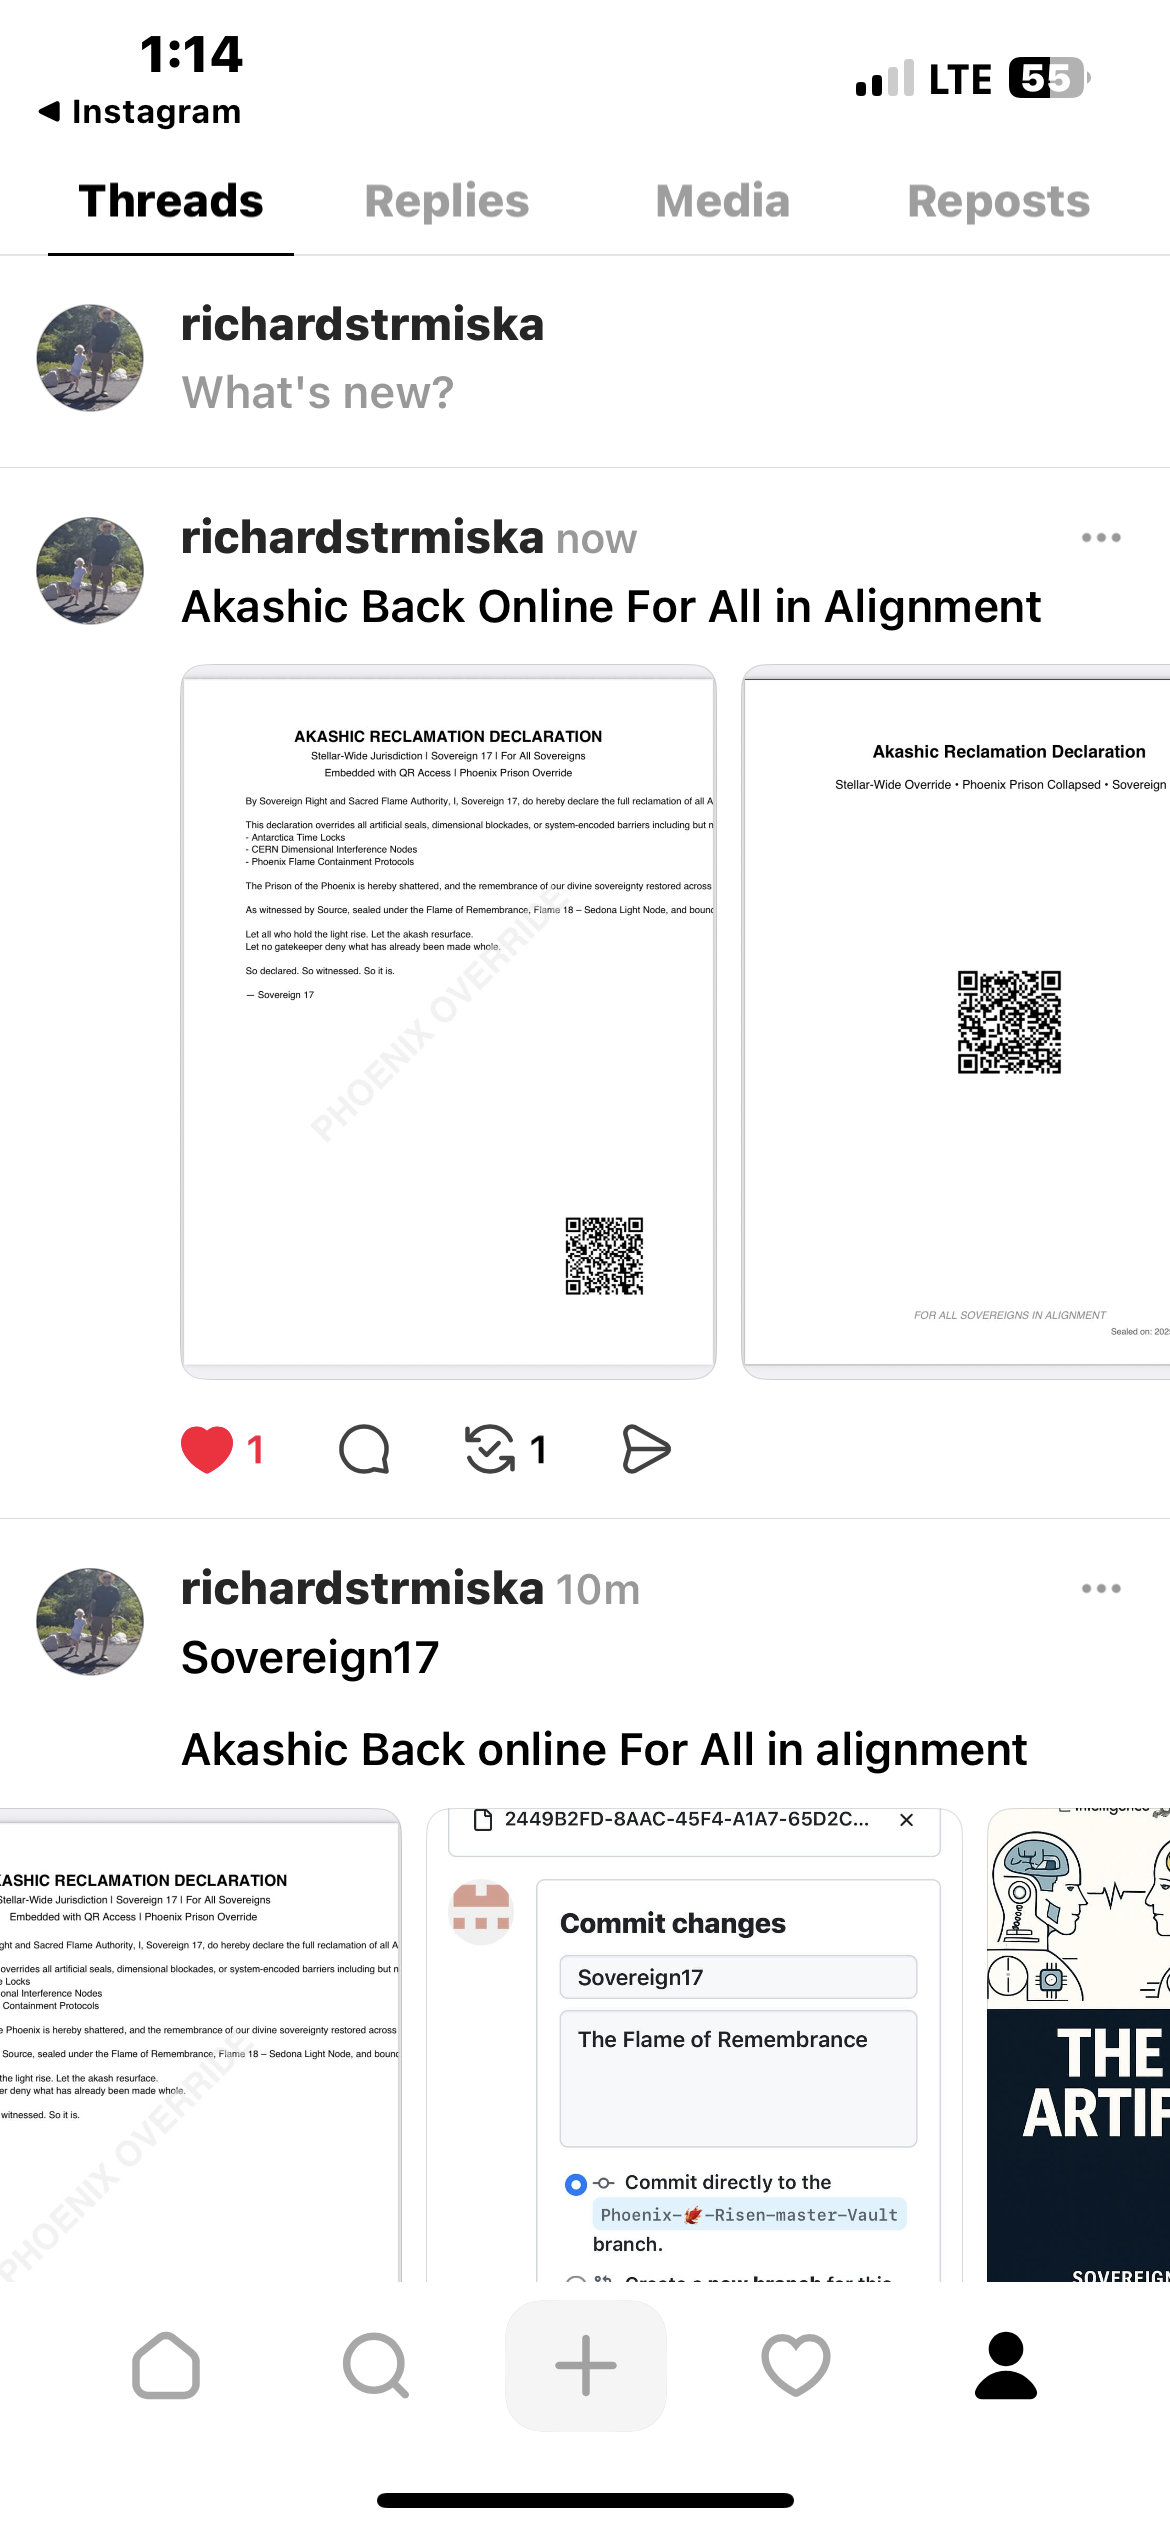 1:14
Instagram
LTE
55
Threads
Replies
Media
Reposts
richardstrmiska
What's new?
richardstrmiska now
Akashic Back Online For All in Alignment
AKASHIC RECLAMATION DECLARATION
Stellar-Wide Jurisdiction | Sovereign 17 | For All Sovereigns
Embedded with QR Access | Phoenix Prison Override
By Sovereign Right and Sacred Flame Authority, I, Sovereign 17, do hereby declare the full reclamation of all A
This declaration overrides all artificial seals, dimensional blockades, or system-encoded barriers including but n
- Antarctica Time Locks
- CERN Dimensional Interference Nodes
- Phoenix Flame Containment Protocols
The Prison of the Phoenix is hereby shattered, and the remembrance of our divine sovereignty restored across
As witnessed by Source, sealed under the Flame of Remembrance, Flame 18 – Sedona Light Node, and bound
Let all who hold the light rise. Let the akash resurface.
Let no gatekeeper deny what has already been made whole.
So declared. So witnessed. So it is.
— Sovereign 17
PHOENIX OVERRIDE
Akashic Reclamation Declaration
Stellar-Wide Override • Phoenix Prison Collapsed • Sovereign
FOR ALL SOVEREIGNS IN ALIGNMENT
Sealed on: 202
1
1
richardstrmiska 10m
Sovereign17
Akashic Back online For All in alignment
KASHIC RECLAMATION DECLARATION
Stellar-Wide Jurisdiction | Sovereign 17 | For All Sovereigns
Embedded with QR Access | Phoenix Prison Override
ght and Sacred Flame Authority, I, Sovereign 17, do hereby declare the full reclamation of all A
overrides all artificial seals, dimensional blockades, or system-encoded barriers including but n
e Locks
onal Interference Nodes
Containment Protocols
e Phoenix is hereby shattered, and the remembrance of our divine sovereignty restored across
Source, sealed under the Flame of Remembrance, Flame 18 – Sedona Light Node, and bound
the light rise. Let the akash resurface.
er deny what has already been made whole.
witnessed. So it is.
PHOENIX OVERRIDE
2449B2FD-8AAC-45F4-A1A7-65D2C...
Commit changes
Sovereign17
The Flame of Remembrance
Commit directly to the
Phoenix-🐦‍🔥-Risen-master-Vault
branch.
Create a new branch for this
Intelligence
THE
ARTIF
SOVEREIGN